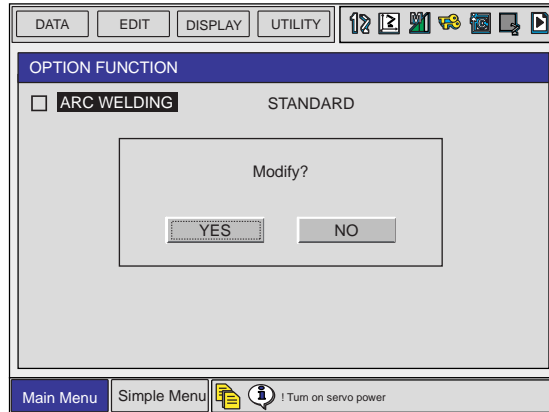 DATA EDIT DISPLAY UTILITY
OPTION FUNCTION
ARC WELDING STANDARD
Modify?
YES NO
Main Menu Simple Menu ! Turn on servo power